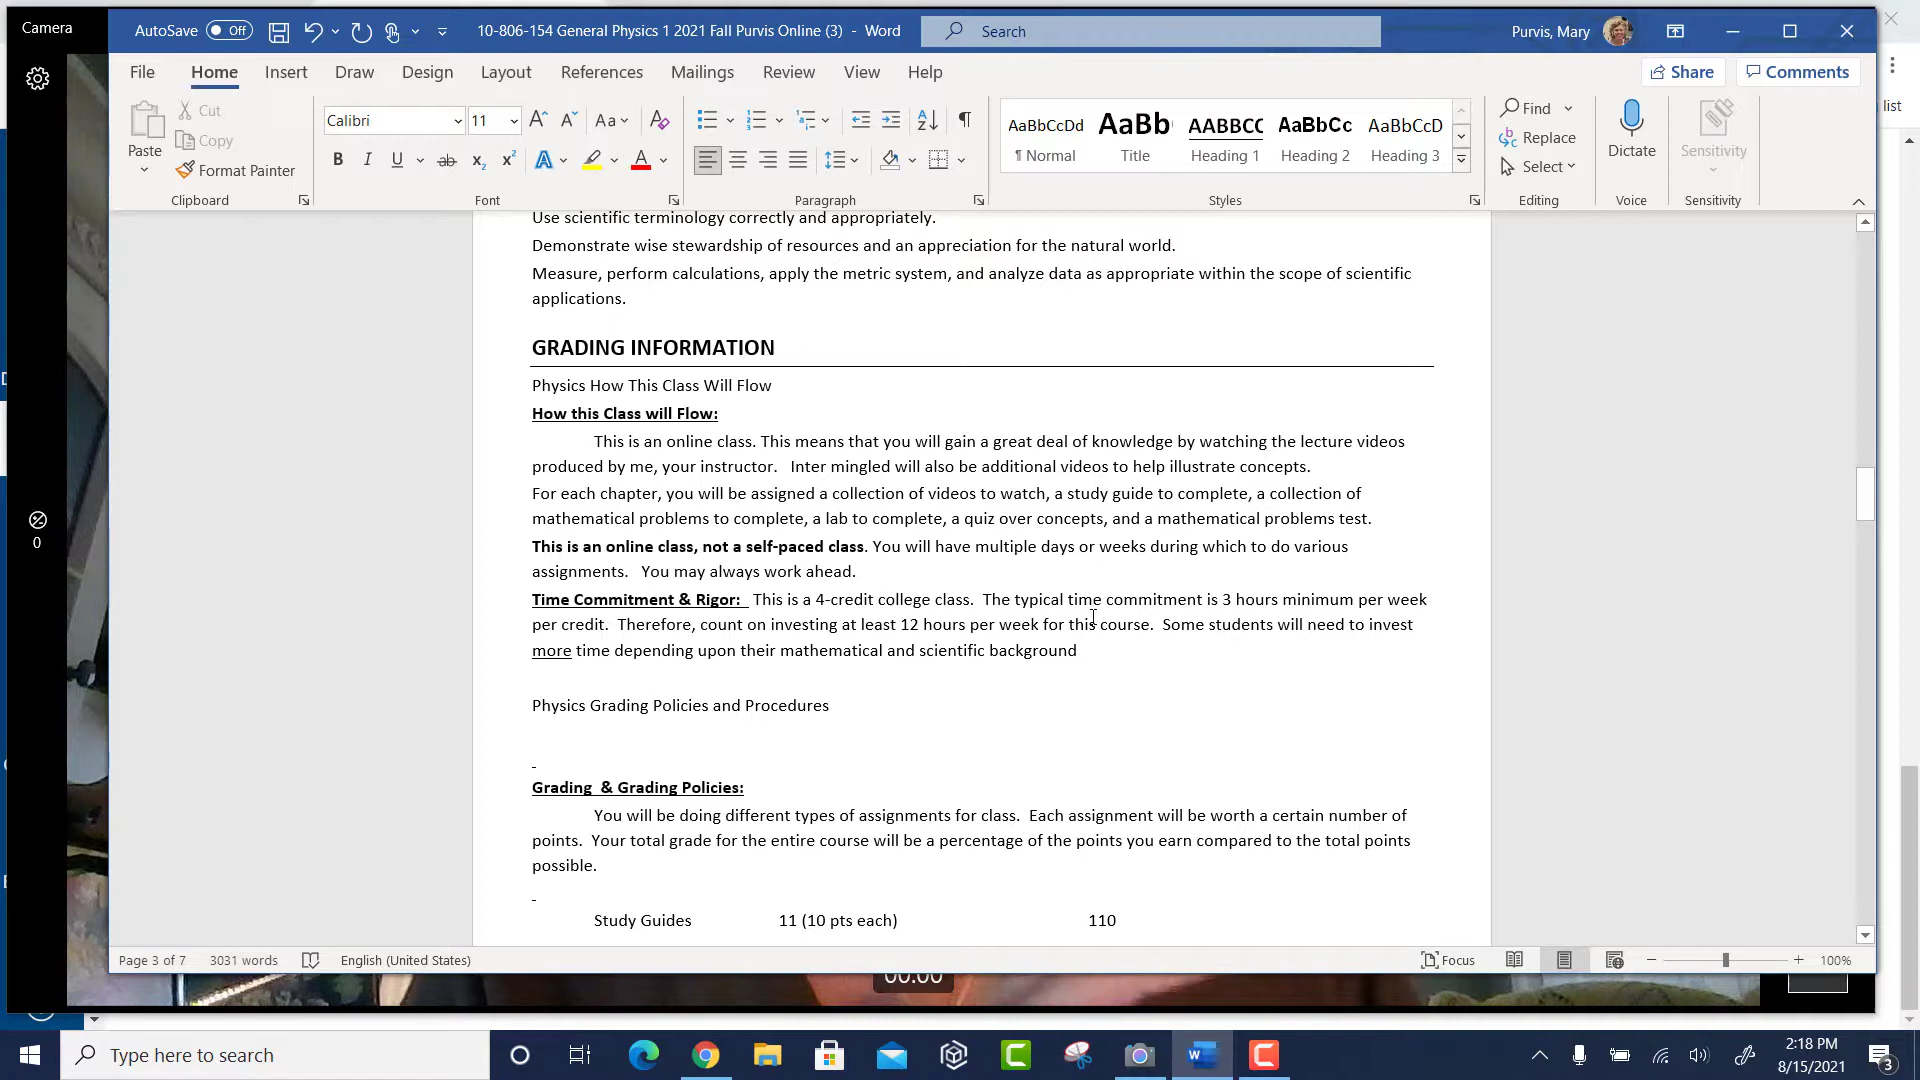 Camera
AutoSave Off 10-806-154 General Physics 1 2021 Fall Purvis Online (3) - Word Search Purvis, Mary
File Home Insert Draw Design Layout References Mailings Review View Help Share Comments
Paste Cut Copy Format Painter
Calibri 11
AaBbCcDd AaBb AABBCC AaBbCc AaBbCcD
¶ Normal Title Heading 1 Heading 2 Heading 3
Find Replace Select Dictate Sensitivity
Clipboard Font Paragraph Styles Editing Voice Sensitivity
list
Use scientific terminology correctly and appropriately.
Demonstrate wise stewardship of resources and an appreciation for the natural world.
Measure, perform calculations, apply the metric system, and analyze data as appropriate within the scope of scientific
applications.
GRADING INFORMATION
Physics How This Class Will Flow
How this Class will Flow:
This is an online class. This means that you will gain a great deal of knowledge by watching the lecture videos
produced by me, your instructor. Inter mingled will also be additional videos to help illustrate concepts.
For each chapter, you will be assigned a collection of videos to watch, a study guide to complete, a collection of
mathematical problems to complete, a lab to complete, a quiz over concepts, and a mathematical problems test.
This is an online class, not a self-paced class. You will have multiple days or weeks during which to do various
assignments. You may always work ahead.
Time Commitment & Rigor: This is a 4-credit college class. The typical time commitment is 3 hours minimum per week
per credit. Therefore, count on investing at least 12 hours per week for this course. Some students will need to invest
more time depending upon their mathematical and scientific background
Physics Grading Policies and Procedures
Grading & Grading Policies:
You will be doing different types of assignments for class. Each assignment will be worth a certain number of
points. Your total grade for the entire course will be a percentage of the points you earn compared to the total points
possible.
Study Guides 11 (10 pts each) 110
0
Page 3 of 7 3031 words English (United States) Focus 100%
00:00
Type here to search
2:18 PM
8/15/2021
3